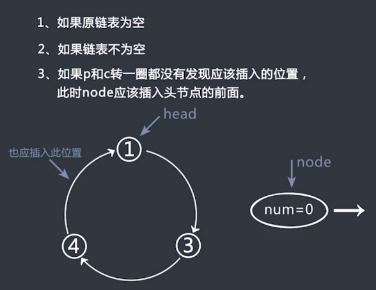 1、如果原链表为空
2、如果链表不为空
3、如果p和c转一圈都没有发现应该插入的位置，
此时node应该插入头节点的前面。
head
也应插入此位置
1
node
num=0
4
3